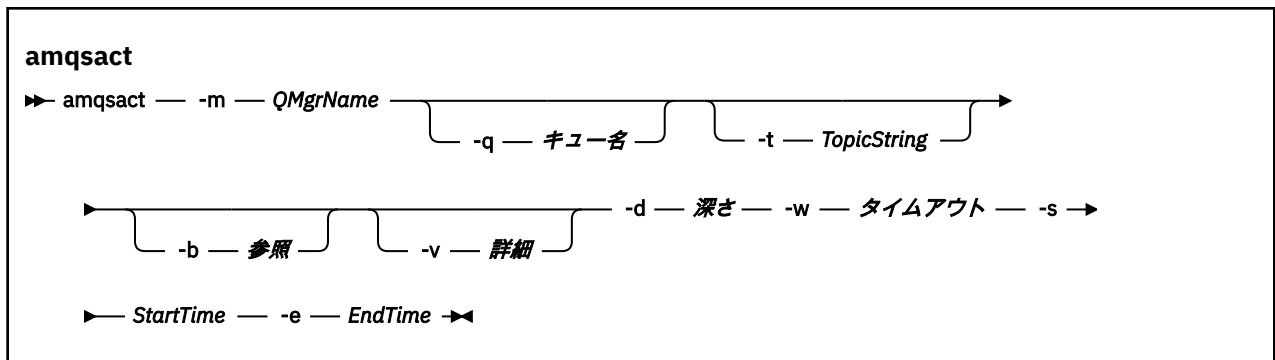 amqsact
amqsact -m QMgrName
-q キュー名 -t TopicString
-d 深さ -w タイムアウト -s
-b 参照 -v 詳細
StartTime -e EndTime